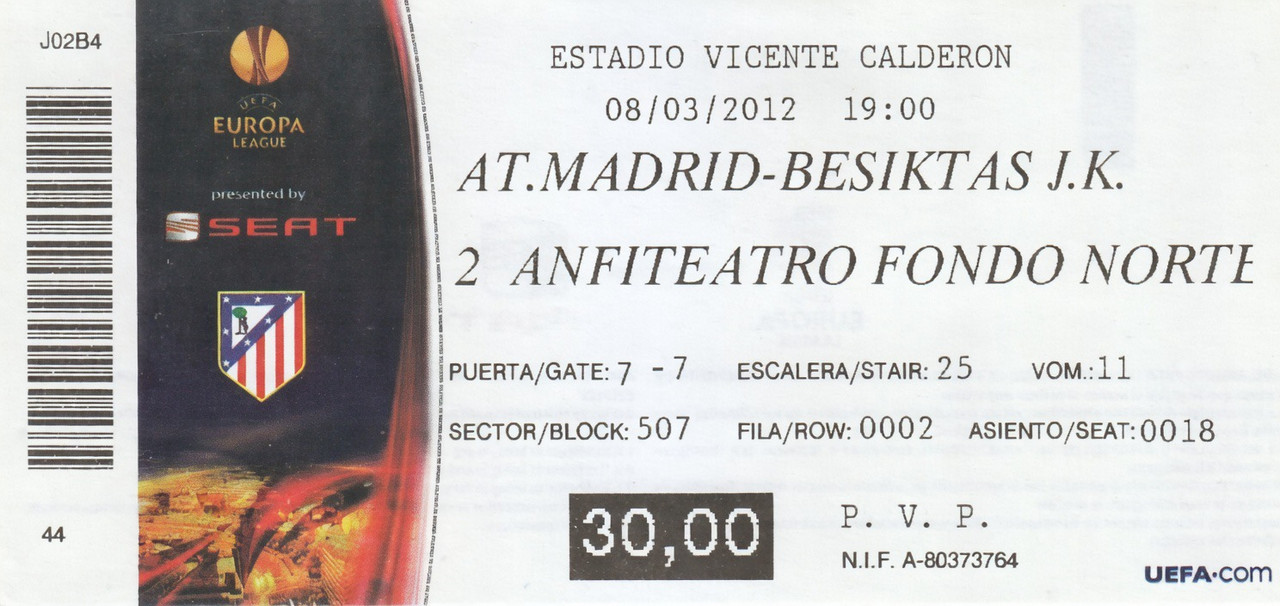 J02B4
44
UEFA
EUROPA
LEAGUE
presented by
SEAT
ESTADIO VICENTE CALDERON
08/03/2012 19:00
AT.MADRID-BESIKTAS J.K.
2 ANFITEATRO FONDO NORTE
PUERTA/GATE: 7 - 7 ESCALERA/STAIR: 25 VOM.: 11
SECTOR/BLOCK: 507 FILA/ROW: 0002 ASIENTO/SEAT: 0018
30,00 P. V. P.
N.I.F. A-80373764
UEFA.com